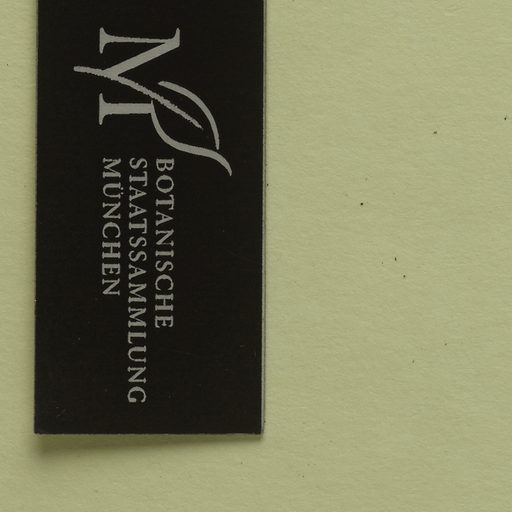 M
BOTANISCHE
STAATSSAMMLUNG
MÜNCHEN